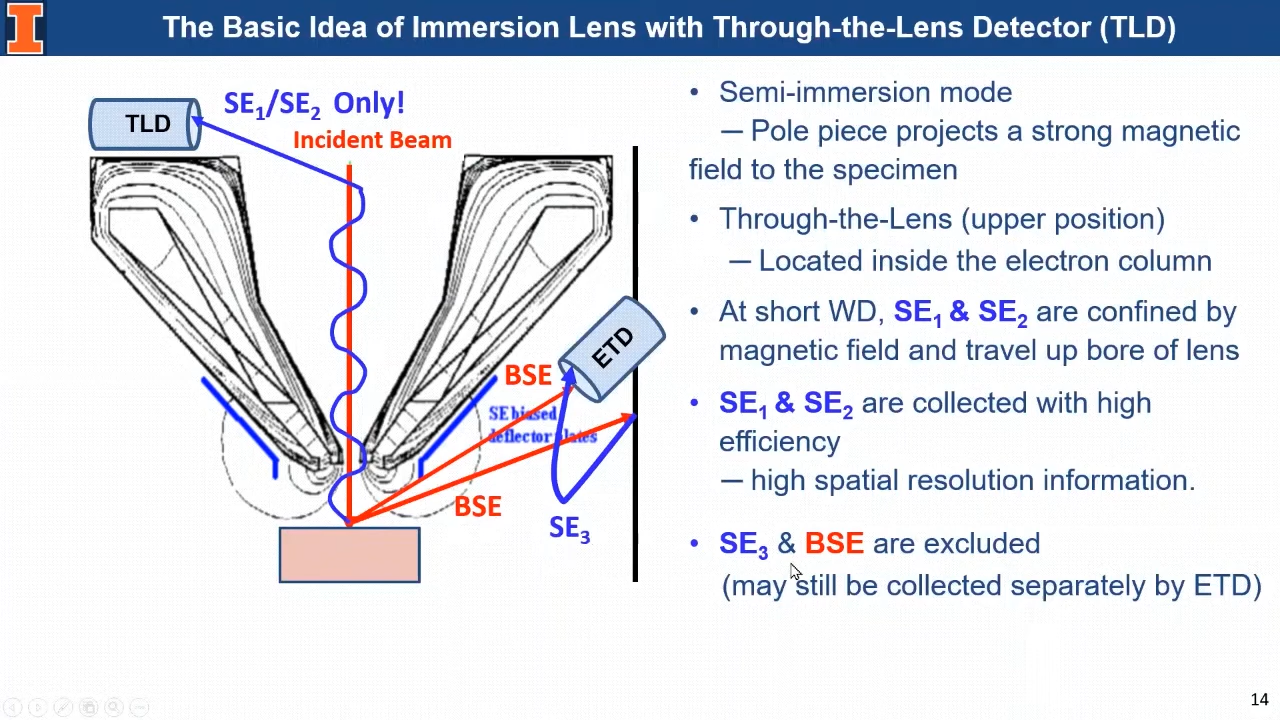 I
The Basic Idea of Immersion Lens with Through-the-Lens Detector (TLD)
SE1/SE2 Only!
TLD
Incident Beam
ETD
BSE
SE biased
deflector plates
BSE
SE3
• Semi-immersion mode
— Pole piece projects a strong magnetic
field to the specimen
• Through-the-Lens (upper position)
— Located inside the electron column
• At short WD, SE1 & SE2 are confined by
magnetic field and travel up bore of lens
• SE1 & SE2 are collected with high
efficiency
— high spatial resolution information.
• SE3 & BSE are excluded
(may still be collected separately by ETD)
14